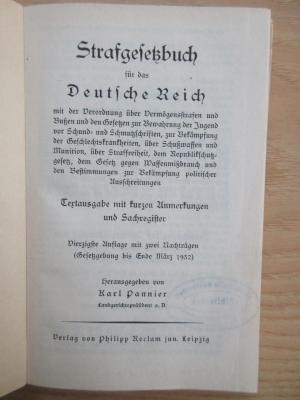 Strafgesetzbuch
für das
Deutsche Reich
mit der Verordnung über Vermögensstrafen und
Bußen und den Gesetzen zur Bewahrung der Jugend
vor Schund- und Schmutzschriften, zur Bekämpfung
der Geschlechtskrankheiten, über Schußwaffen und
Munition, über Straffreiheit, dem Republikschutz-
gesetz, dem Gesetz gegen Waffenmißbrauch und
den Bestimmungen zur Bekämpfung politischer
Ausschreitungen
Textausgabe mit kurzen Anmerkungen
und Sachregister
Vierzigste Auflage mit zwei Nachträgen
(Gesetzgebung bis Ende März 1932)
Herausgegeben von
Karl Pannier
Landgerichtspräsident a. D.
Verlag von Philipp Reclam jun. Leipzig